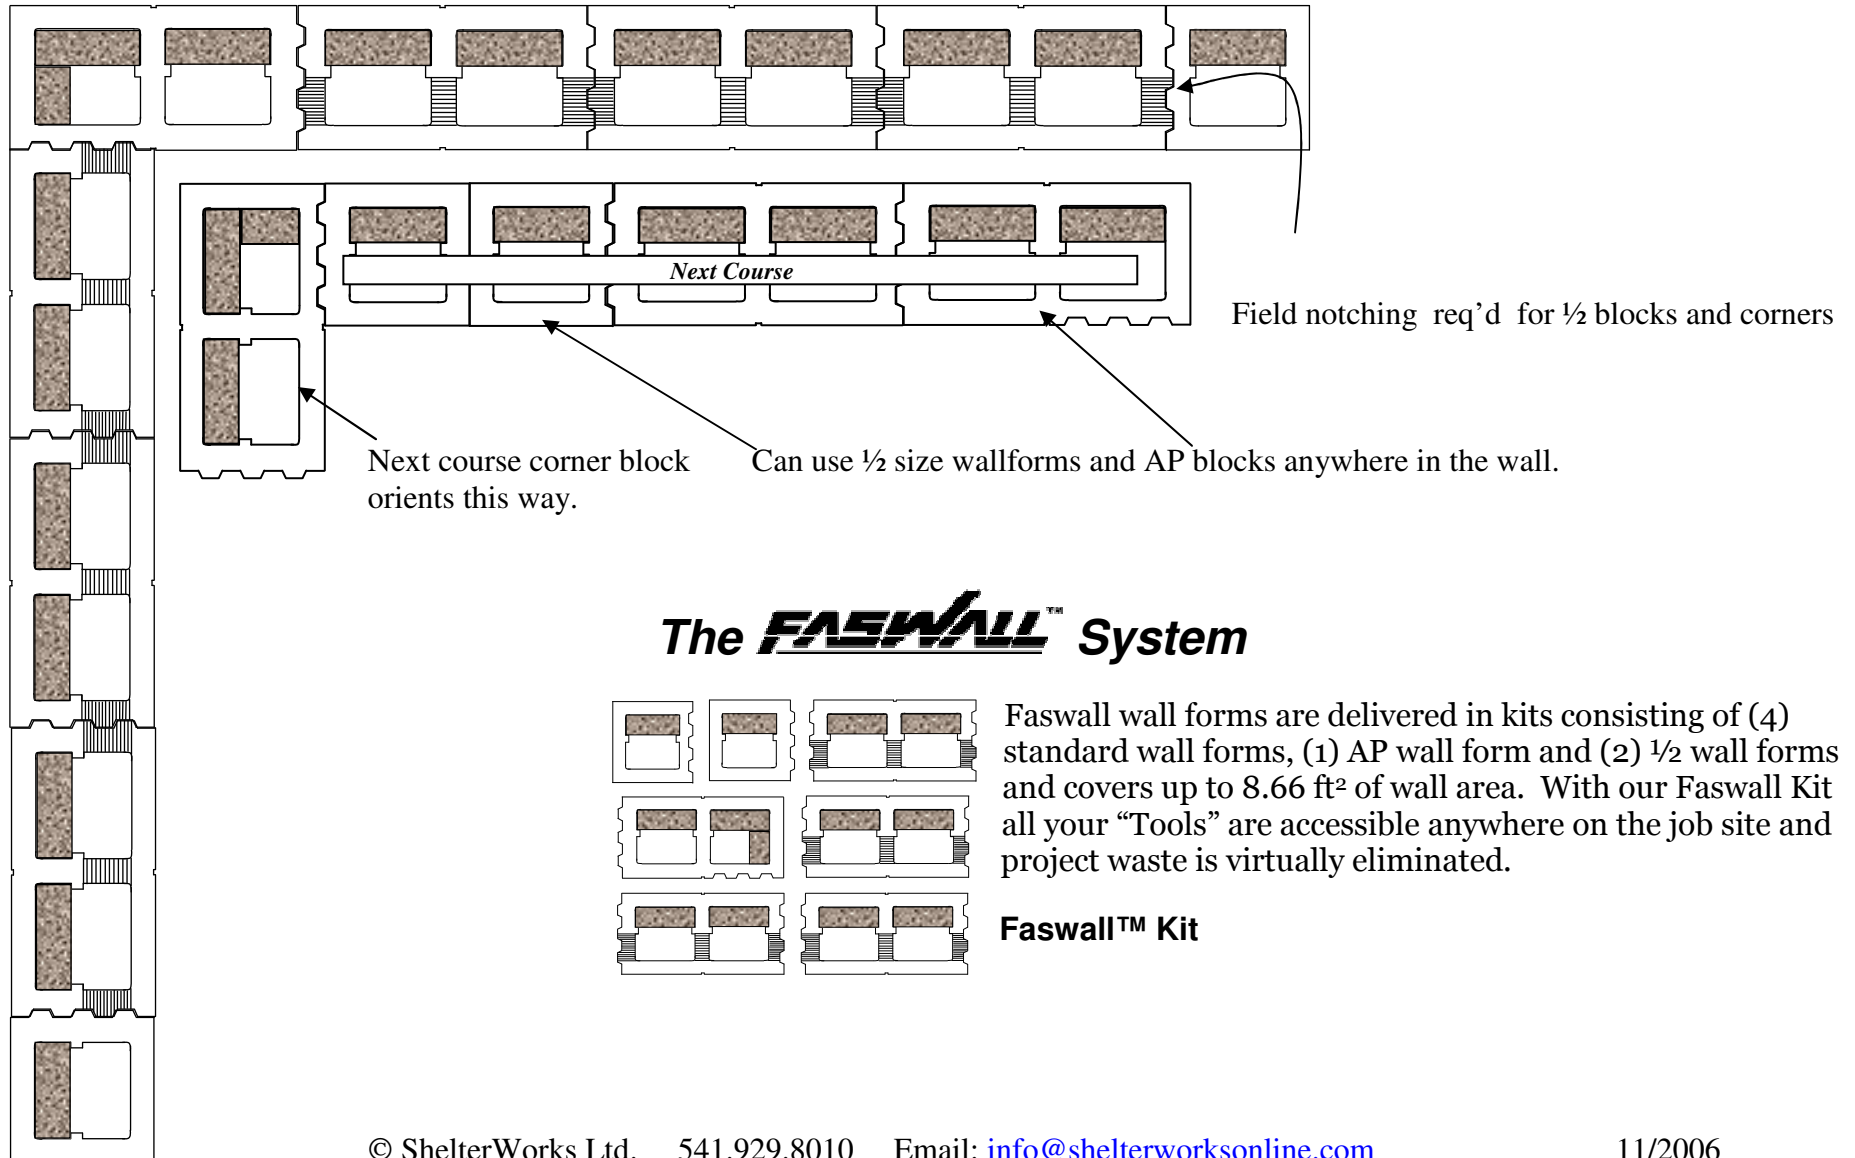 Next Course
Field notching req’d for ½ blocks and corners
Next course corner block
orients this way.
Can use ½ size wallforms and AP blocks anywhere in the wall.
The FASWALL™ System
Faswall wall forms are delivered in kits consisting of (4)
standard wall forms, (1) AP wall form and (2) ½ wall forms
and covers up to 8.66 ft² of wall area. With our Faswall Kit
all your “Tools” are accessible anywhere on the job site and
project waste is virtually eliminated.
Faswall™ Kit
© ShelterWorks Ltd. 541.929.8010 Email: info@shelterworksonline.com 11/2006